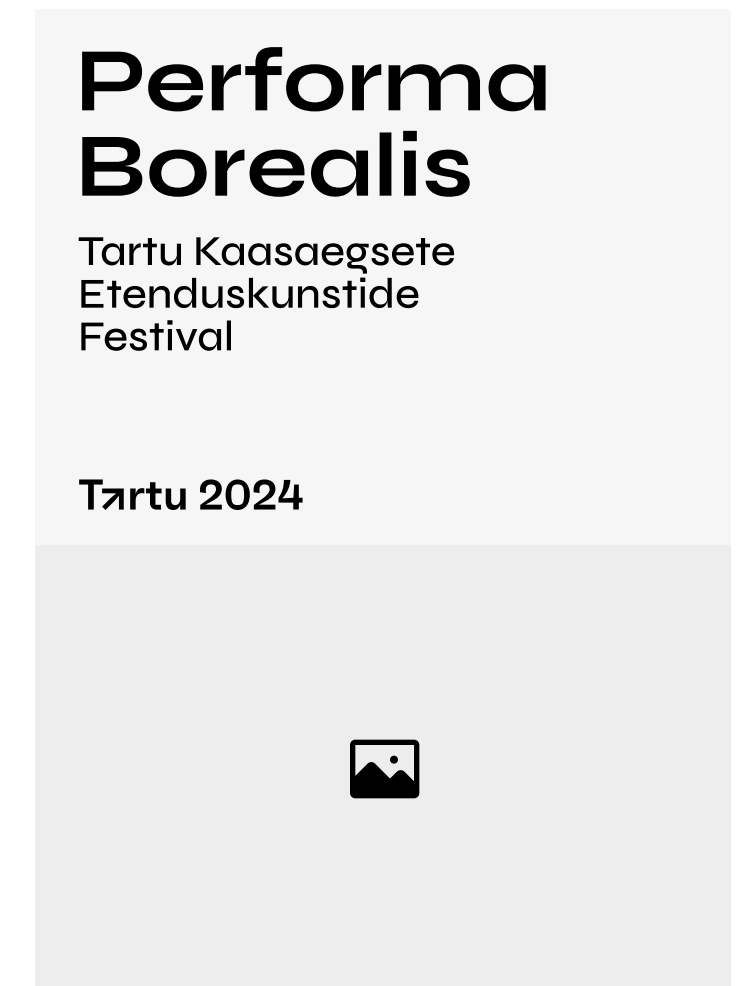 Performa
Borealis
Tartu Kaasaegsete
Etenduskunstide
Festival
Tartu 2024